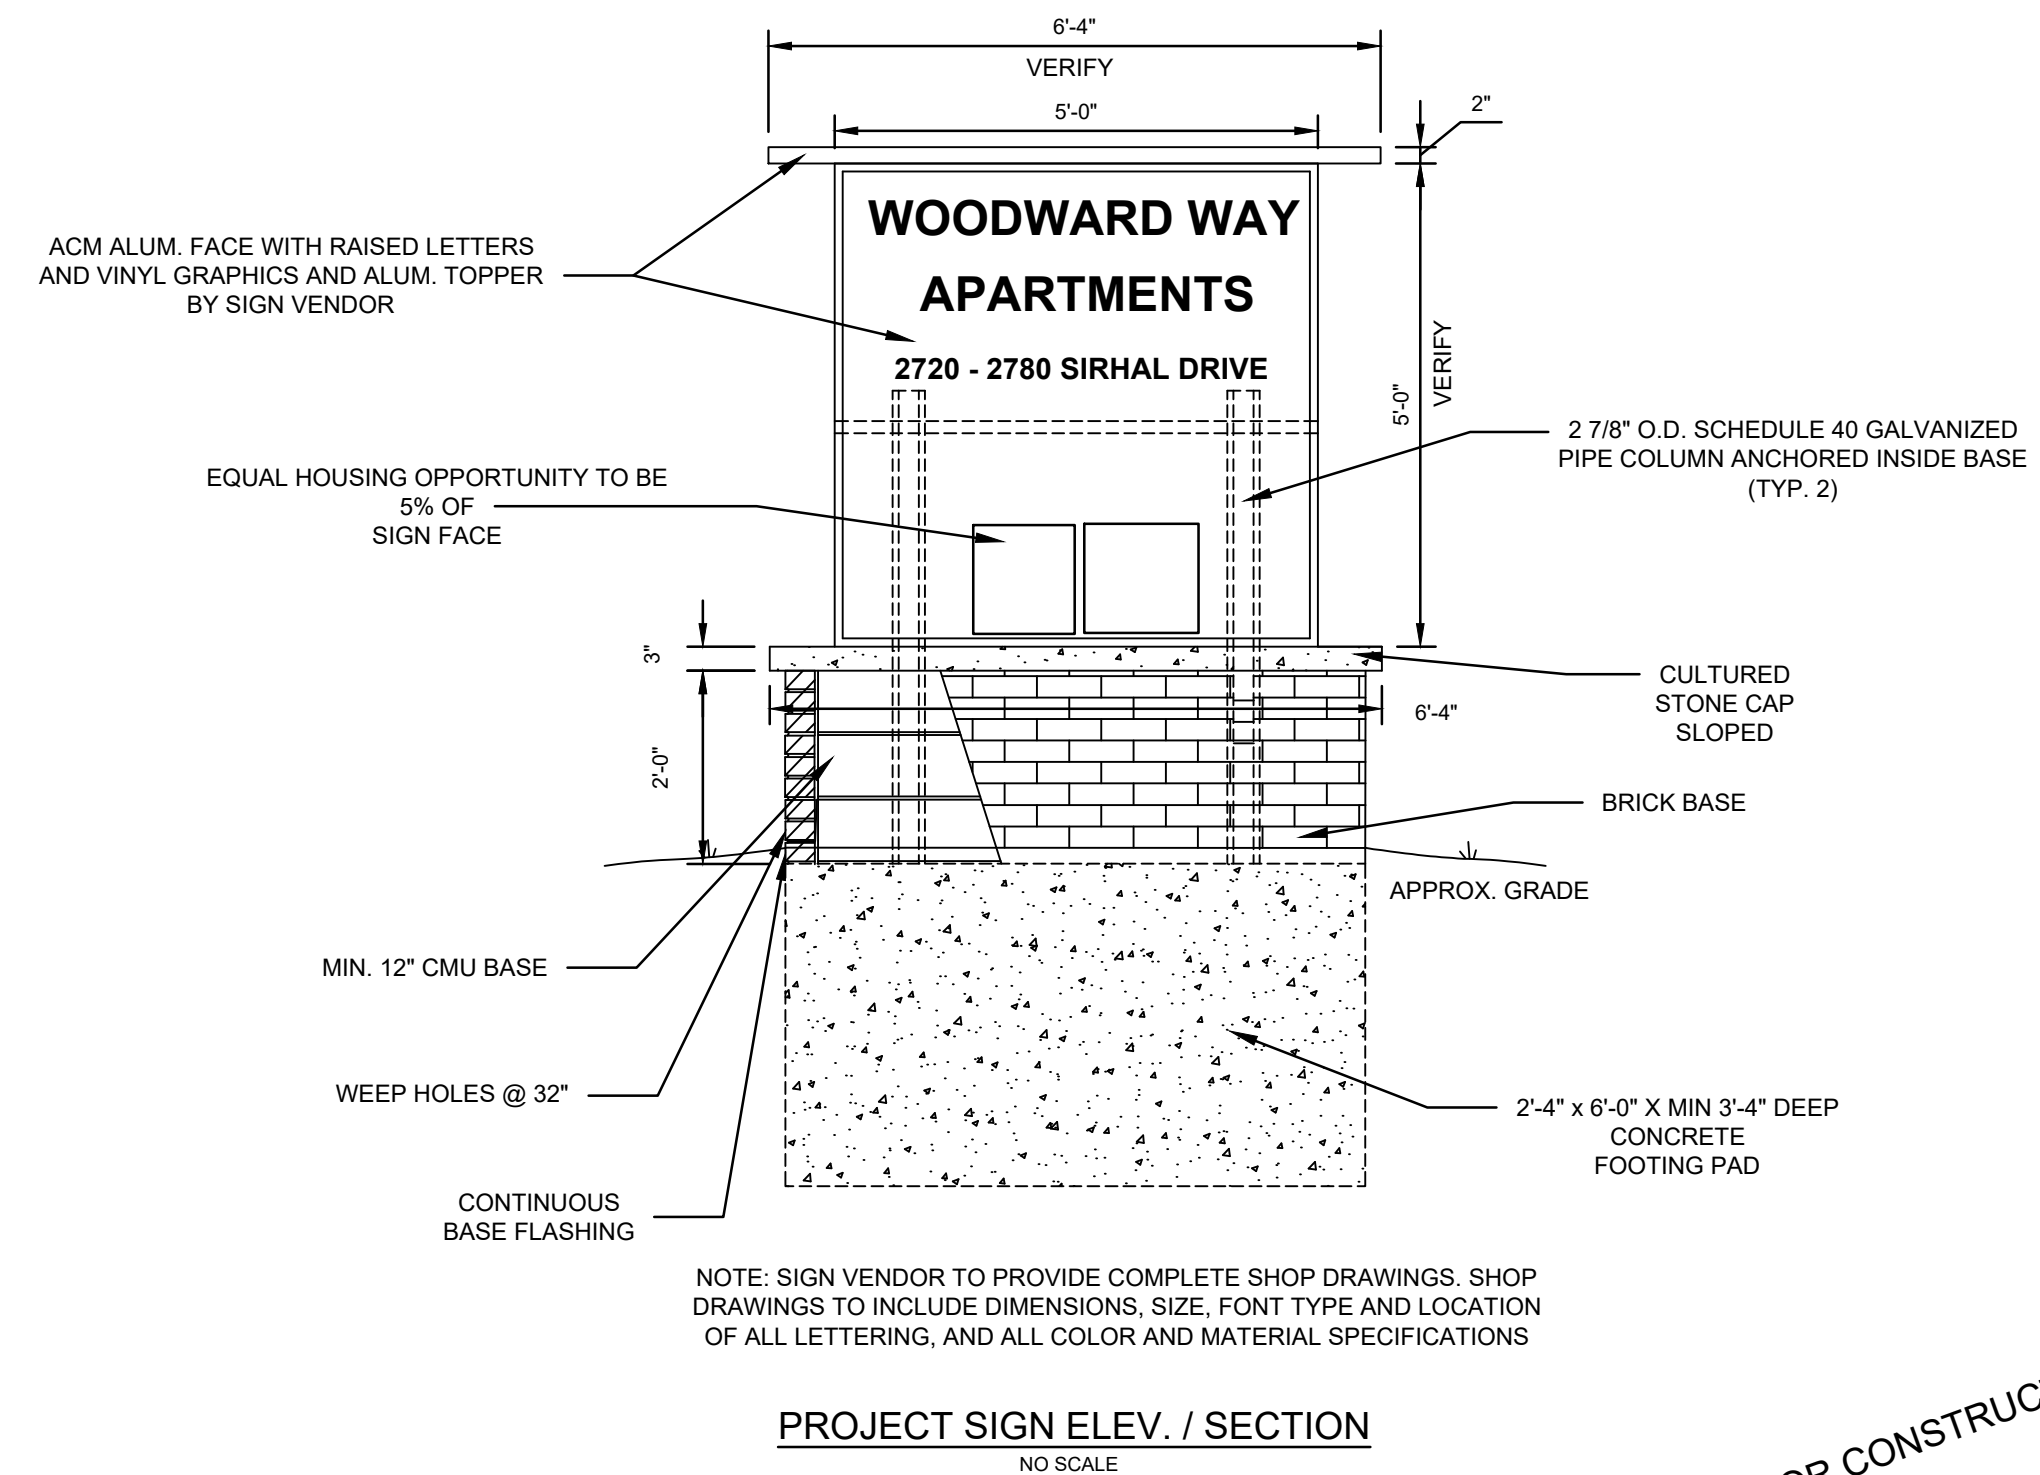 6'-4"
VERIFY
5'-0"
2"
WOODWARD WAY
APARTMENTS
2720 - 2780 SIRHAL DRIVE
ACM ALUM. FACE WITH RAISED LETTERS
AND VINYL GRAPHICS AND ALUM. TOPPER
BY SIGN VENDOR
5'-0"
VERIFY
2 7/8" O.D. SCHEDULE 40 GALVANIZED
PIPE COLUMN ANCHORED INSIDE BASE
(TYP. 2)
EQUAL HOUSING OPPORTUNITY TO BE
5% OF
SIGN FACE
3"
CULTURED
STONE CAP
SLOPED
6'-4"
2'-0"
BRICK BASE
APPROX. GRADE
MIN. 12" CMU BASE
WEEP HOLES @ 32"
2'-4" x 6'-0" X MIN 3'-4" DEEP
CONCRETE
FOOTING PAD
CONTINUOUS
BASE FLASHING
NOTE: SIGN VENDOR TO PROVIDE COMPLETE SHOP DRAWINGS. SHOP
DRAWINGS TO INCLUDE DIMENSIONS, SIZE, FONT TYPE AND LOCATION
OF ALL LETTERING, AND ALL COLOR AND MATERIAL SPECIFICATIONS
PROJECT SIGN ELEV. / SECTION
NO SCALE